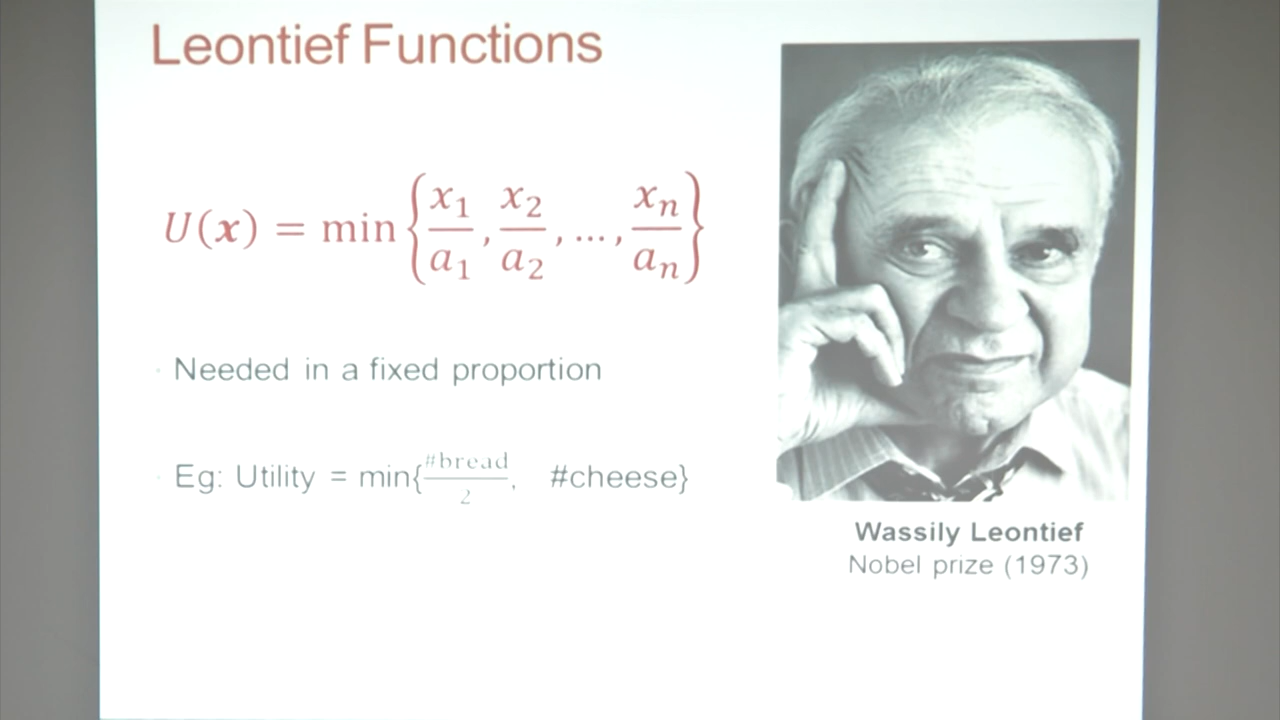 Leontief Functions
U(x) = min { x₁/a₁, x₂/a₂, ..., xₙ/aₙ }
Needed in a fixed proportion
Eg: Utility = min{#bread/2, #cheese}
Wassily Leontief
Nobel prize (1973)